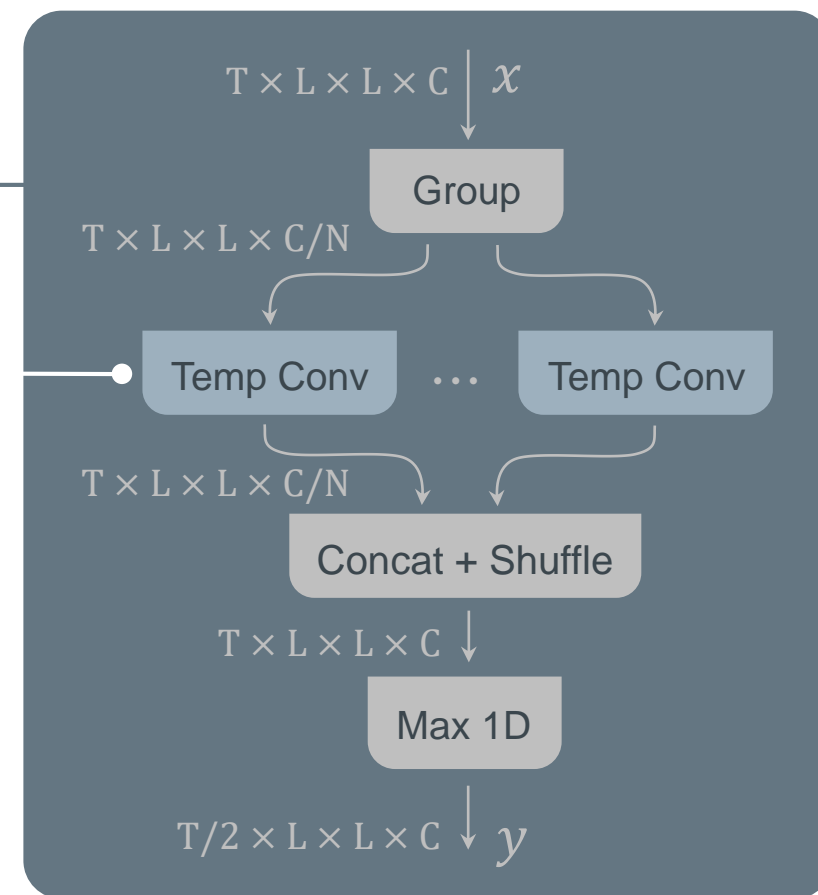 T × L × L × C x
Group
T × L × L × C/N
Temp Conv ... Temp Conv
T × L × L × C/N
Concat + Shuffle
T × L × L × C
Max 1D
T/2 × L × L × C y